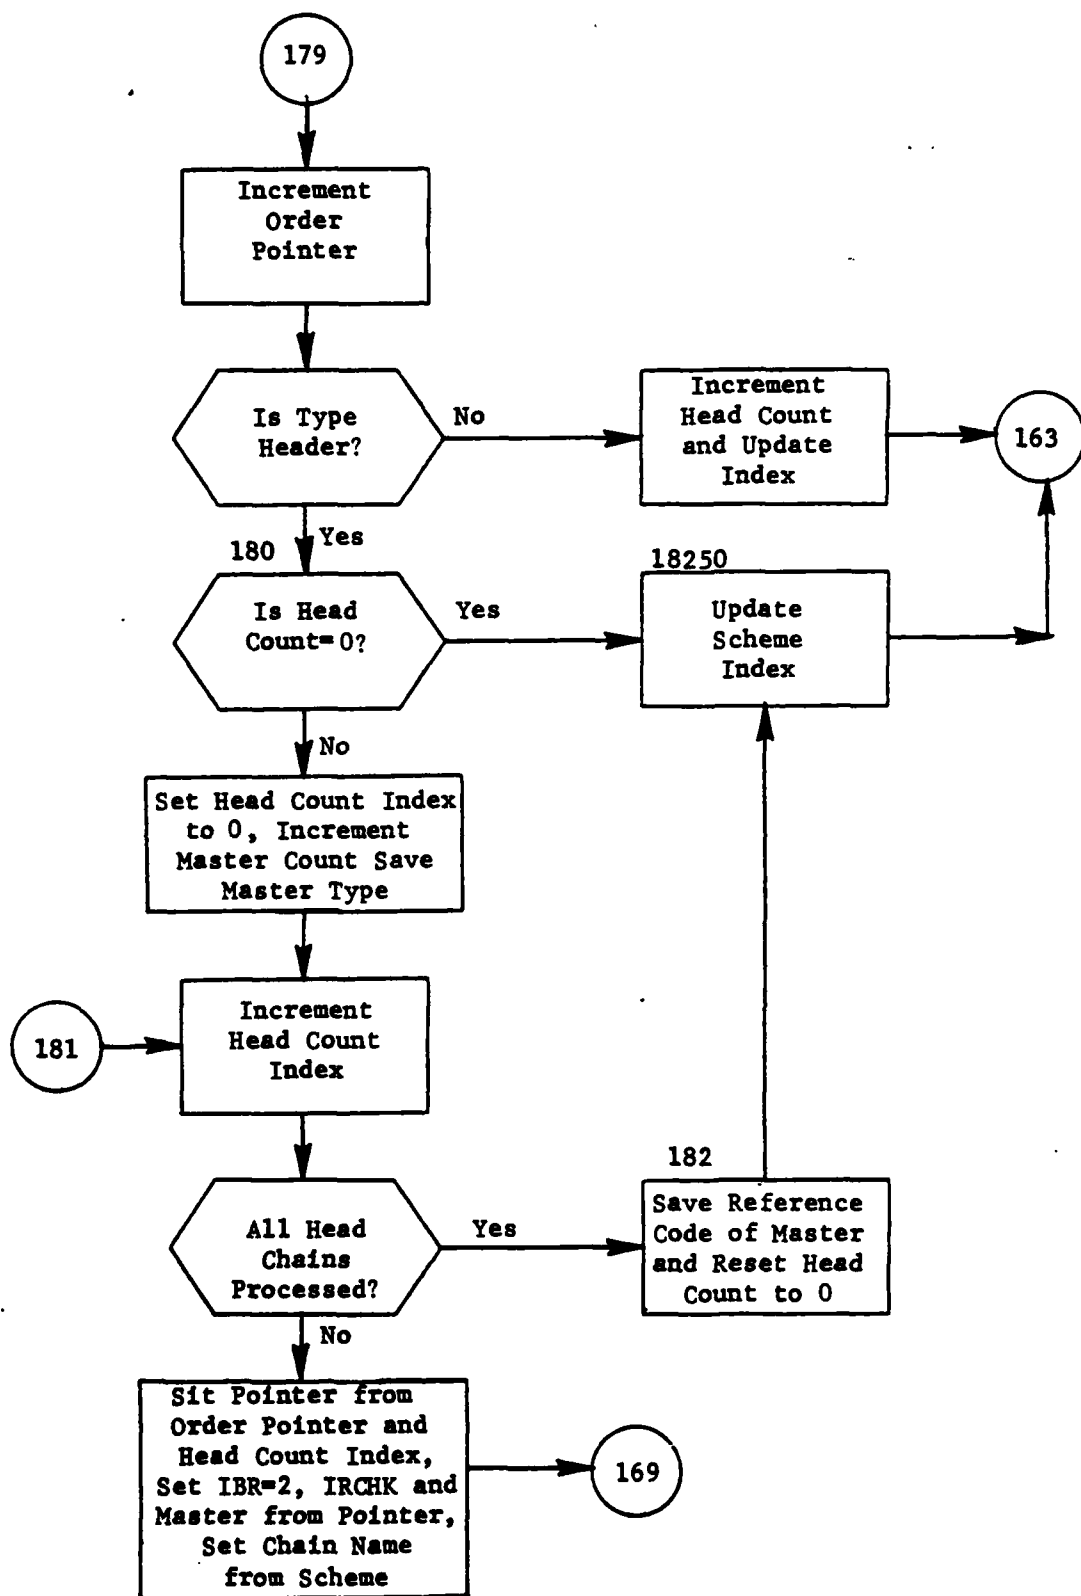 179
Increment
Order
Pointer
Is Type
Header?
No
Increment
Head Count
and Update
Index
163
Yes
180
Is Head
Count=0?
Yes
18250
Update
Scheme
Index
No
Set Head Count Index
to 0, Increment
Master Count Save
Master Type
181
Increment
Head Count
Index
All Head
Chains
Processed?
Yes
182
Save Reference
Code of Master
and Reset Head
Count to 0
No
Sit Pointer from
Order Pointer and
Head Count Index,
Set IBR=2, IRCHK and
Master from Pointer,
Set Chain Name
from Scheme
169